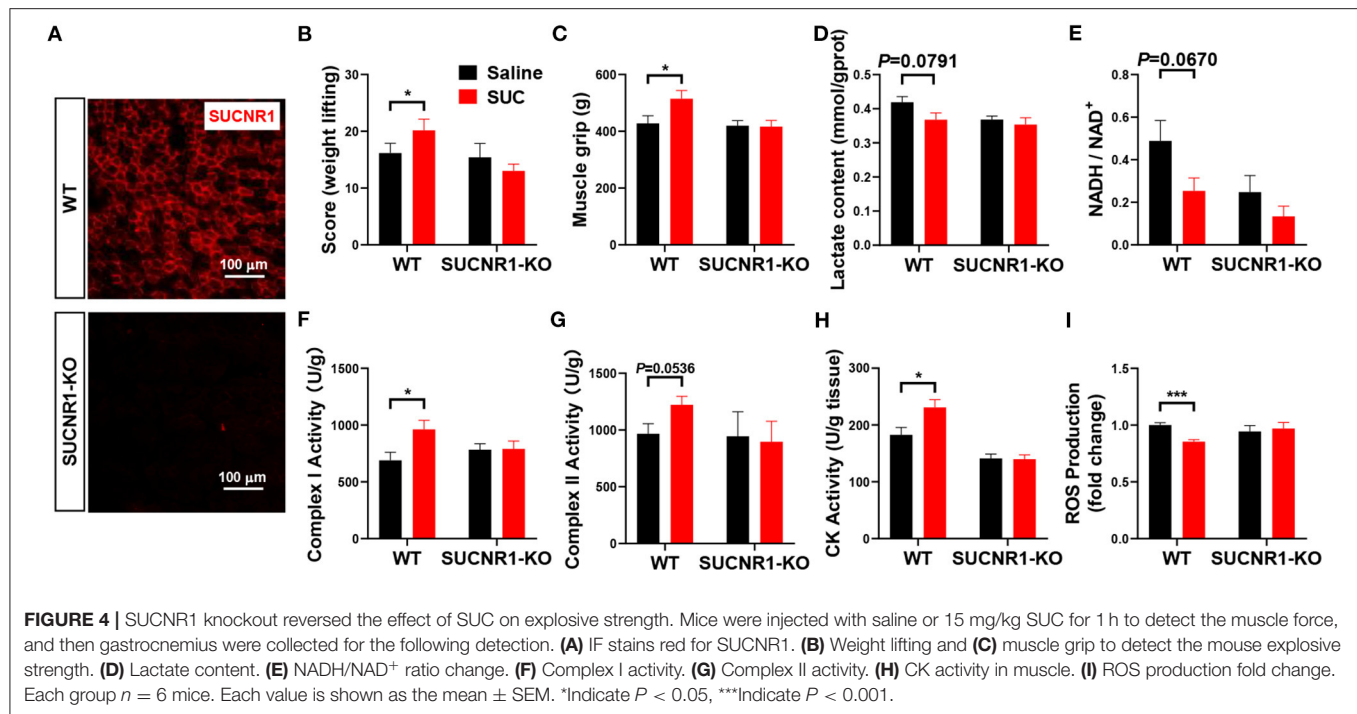 A
WT
SUCNR1
100 μm
SUCNR1-KO
100 μm
B
Score (weight lifting)
20
15
10
5
0
*
Saline
SUC
WT SUCNR1-KO
C
Muscle grip (g)
600
400
200
0
*
WT SUCNR1-KO
D
Lactate content (mmol/gprot)
P=0.0791
0.5
0.4
0.3
0.2
0.1
0.0
WT SUCNR1-KO
E
NADH / NAD⁺
P=0.0670
0.8
0.6
0.4
0.2
0.0
WT SUCNR1-KO
F
Complex I Activity (U/g)
1500
1000
500
0
*
WT SUCNR1-KO
G
Complex II Activity (U/g)
P=0.0536
1500
1000
500
0
WT SUCNR1-KO
H
CK Activity (U/g tissue)
300
200
100
0
*
WT SUCNR1-KO
I
ROS Production
(fold change)
1.5
1.0
0.5
0.0
***
WT SUCNR1-KO
FIGURE 4 | SUCNR1 knockout reversed the effect of SUC on explosive strength. Mice were injected with saline or 15 mg/kg SUC for 1 h to detect the muscle force,
and then gastrocnemius were collected for the following detection. (A) IF stains red for SUCNR1. (B) Weight lifting and (C) muscle grip to detect the mouse explosive
strength. (D) Lactate content. (E) NADH/NAD⁺ ratio change. (F) Complex I activity. (G) Complex II activity. (H) CK activity in muscle. (I) ROS production fold change.
Each group n = 6 mice. Each value is shown as the mean ± SEM. *Indicate P < 0.05, ***Indicate P < 0.001.